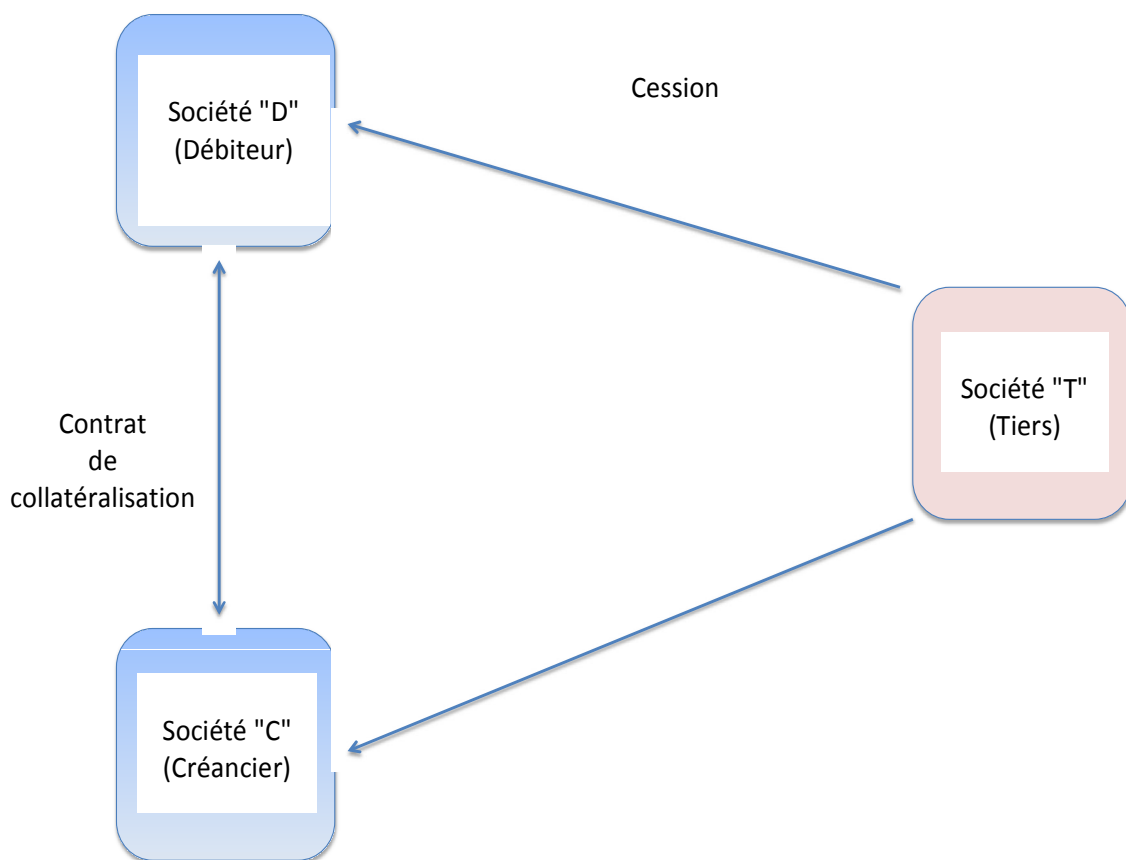 Cession
Société "D"
(Débiteur)
Société "T"
(Tiers)
Contrat
de
collatéralisation
Société "C"
(Créancier)